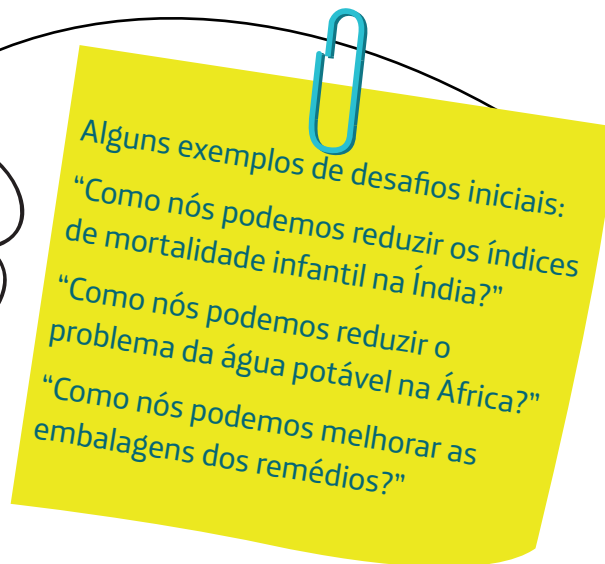 Alguns exemplos de desafios iniciais:
“Como nós podemos reduzir os índices
de mortalidade infantil na Índia?”
“Como nós podemos reduzir o
problema da água potável na África?”
“Como nós podemos melhorar as
embalagens dos remédios?”